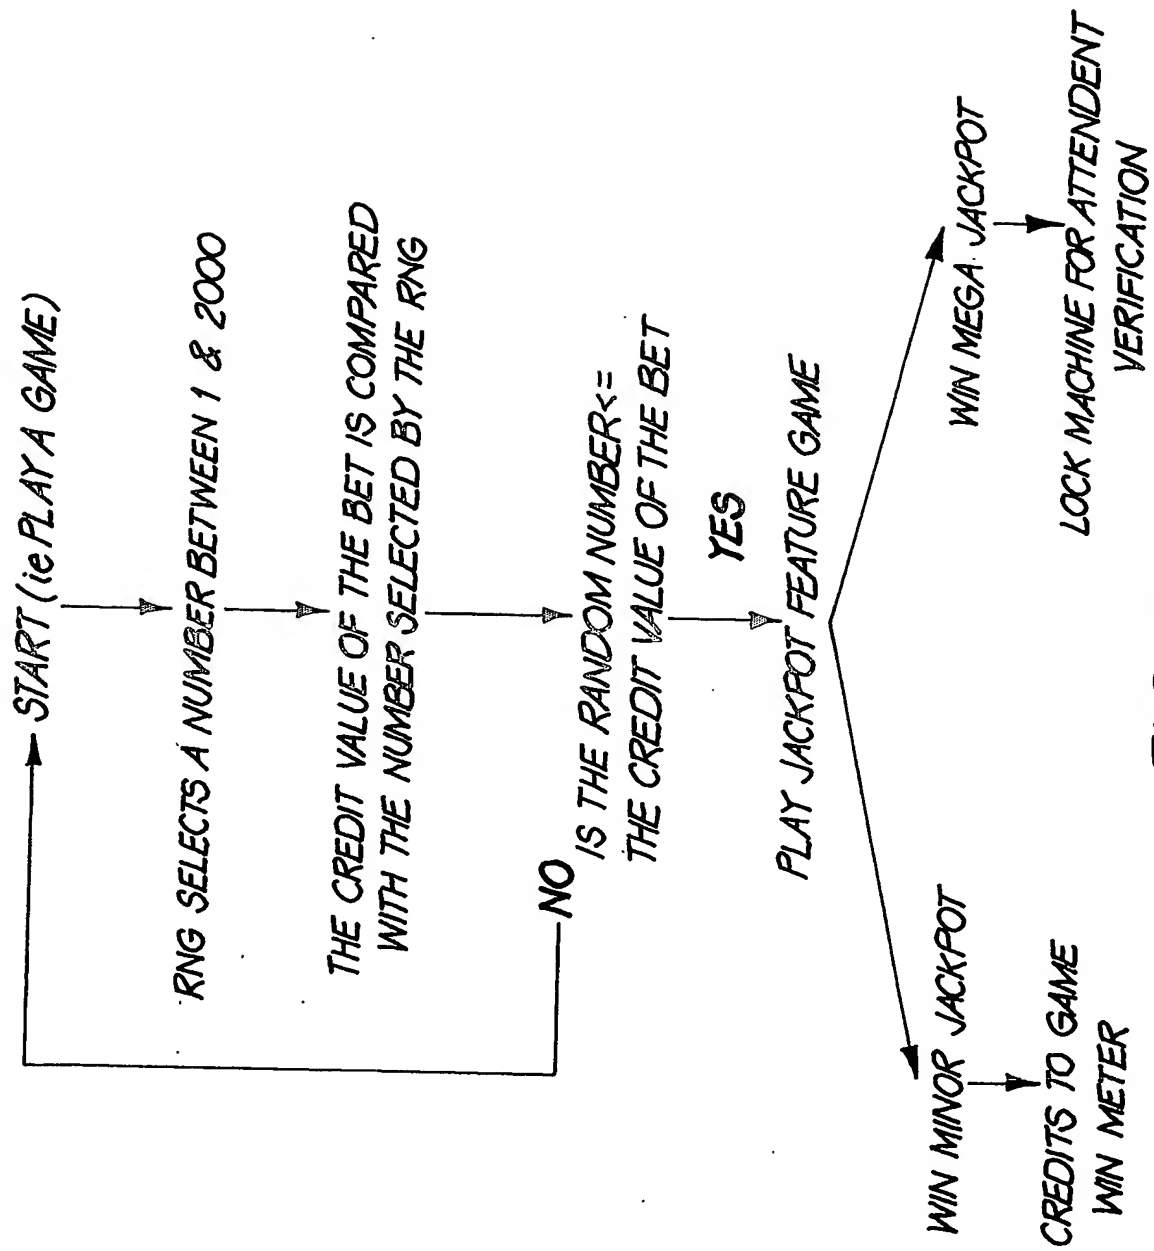 START (ie PLAY A GAME)
RNG SELECTS A NUMBER BETWEEN 1 & 2000
THE CREDIT VALUE OF THE BET IS COMPARED
WITH THE NUMBER SELECTED BY THE RNG
NO
IS THE RANDOM NUMBER<=
THE CREDIT VALUE OF THE BET
YES
PLAY JACKPOT FEATURE GAME
WIN MINOR JACKPOT
CREDITS TO GAME
WIN METER
WIN MEGA JACKPOT
LOCK MACHINE FOR ATTENDENT
VERIFICATION